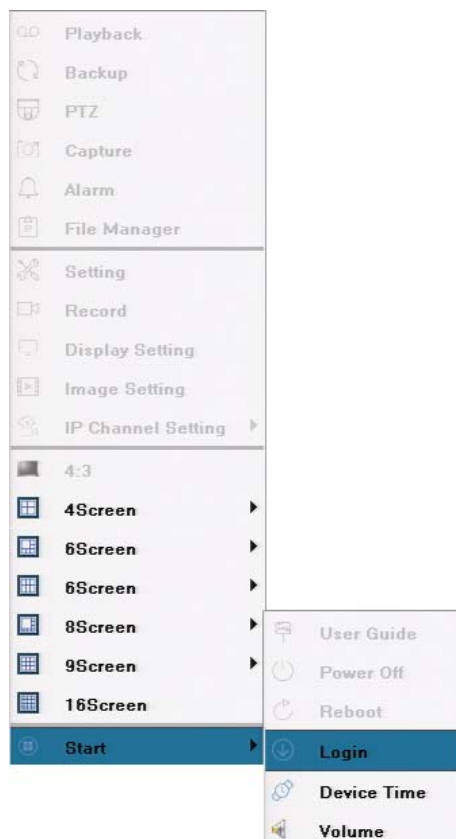 Playback
Backup
PTZ
Capture
Alarm
File Manager
Setting
Record
Display Setting
Image Setting
IP Channel Setting
4:3
4Screen
6Screen
6Screen
8Screen
9Screen
16Screen
Start
User Guide
Power Off
Reboot
Login
Device Time
Volume